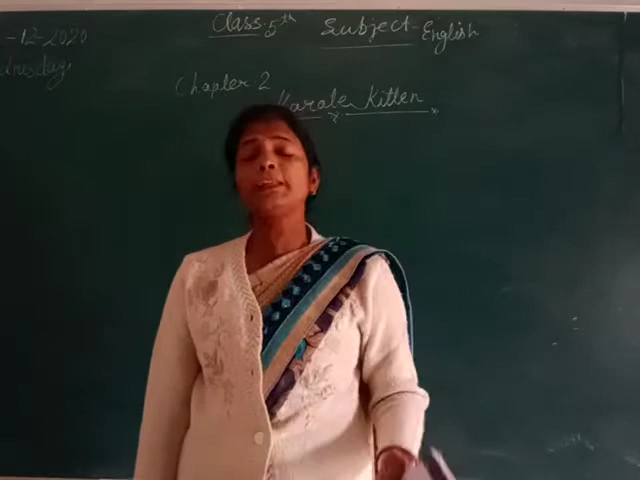 -12-2020 Class-5th Subject-English
dnesday
Chapter-2
Karate Kitten